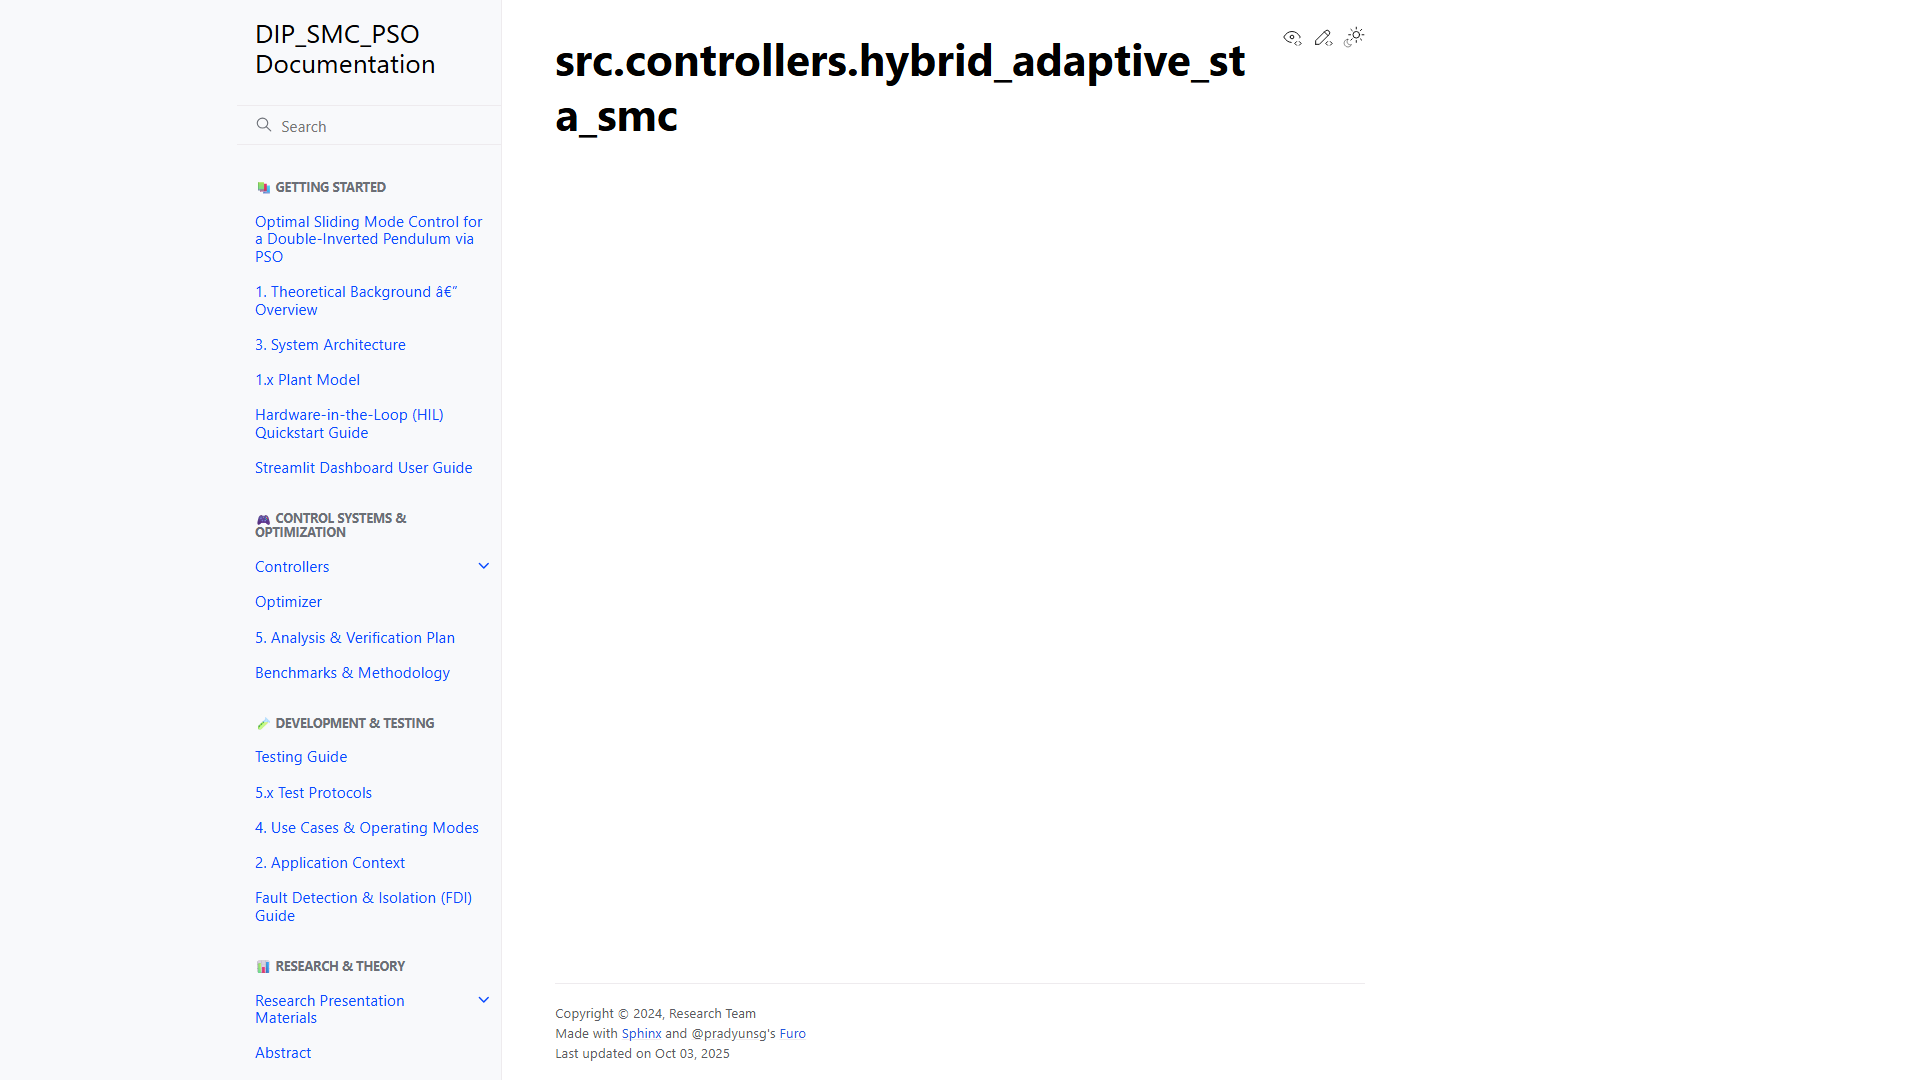 DIP_SMC_PSO
Documentation
Search
GETTING STARTED
Optimal Sliding Mode Control for
a Double-Inverted Pendulum via
PSO
1. Theoretical Background â€”
Overview
3. System Architecture
1.x Plant Model
Hardware-in-the-Loop (HIL)
Quickstart Guide
Streamlit Dashboard User Guide
CONTROL SYSTEMS &
OPTIMIZATION
Controllers
Optimizer
5. Analysis & Verification Plan
Benchmarks & Methodology
DEVELOPMENT & TESTING
Testing Guide
5.x Test Protocols
4. Use Cases & Operating Modes
2. Application Context
Fault Detection & Isolation (FDI)
Guide
RESEARCH & THEORY
Research Presentation
Materials
Abstract
src.controllers.hybrid_adaptive_st
a_smc
Copyright © 2024, Research Team
Made with Sphinx and @pradyunsg's Furo
Last updated on Oct 03, 2025